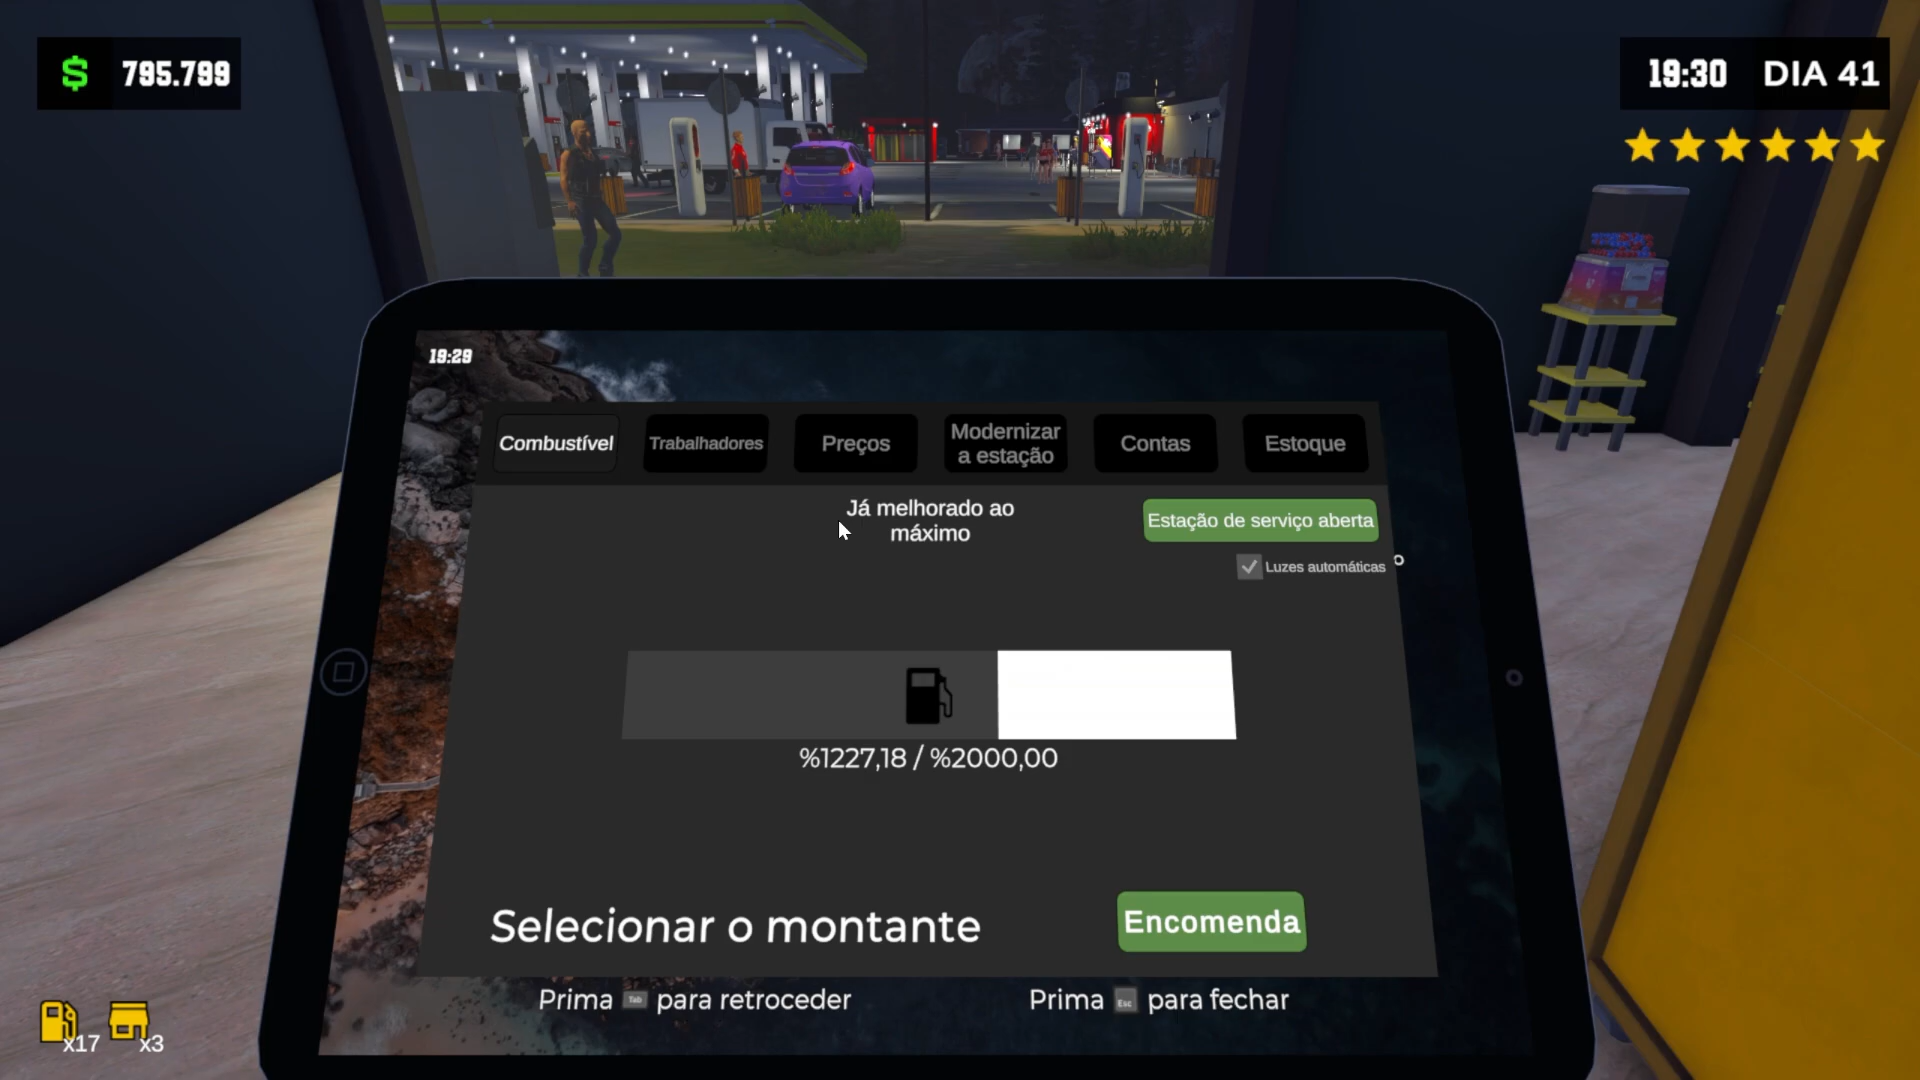 $ 795.799
19:30 DIA 41
19:29
Combustível
Trabalhadores
Preços
Modernizar
a estação
Contas
Estoque
Já melhorado ao
máximo
Estação de serviço aberta
Luzes automáticas
%1227,18 / %2000,00
Selecionar o montante
Encomenda
Prima Tab para retroceder
Prima Esc para fechar
x17
x3